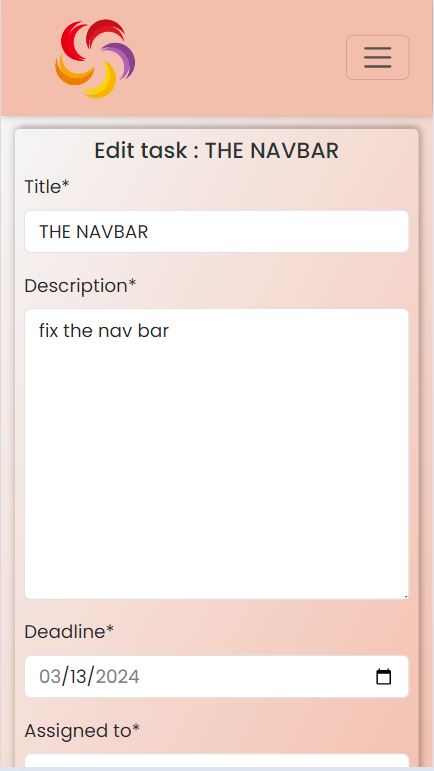 Edit task : THE NAVBAR
Title*
THE NAVBAR
Description*
fix the nav bar
Deadline*
03/13/2024
Assigned to*